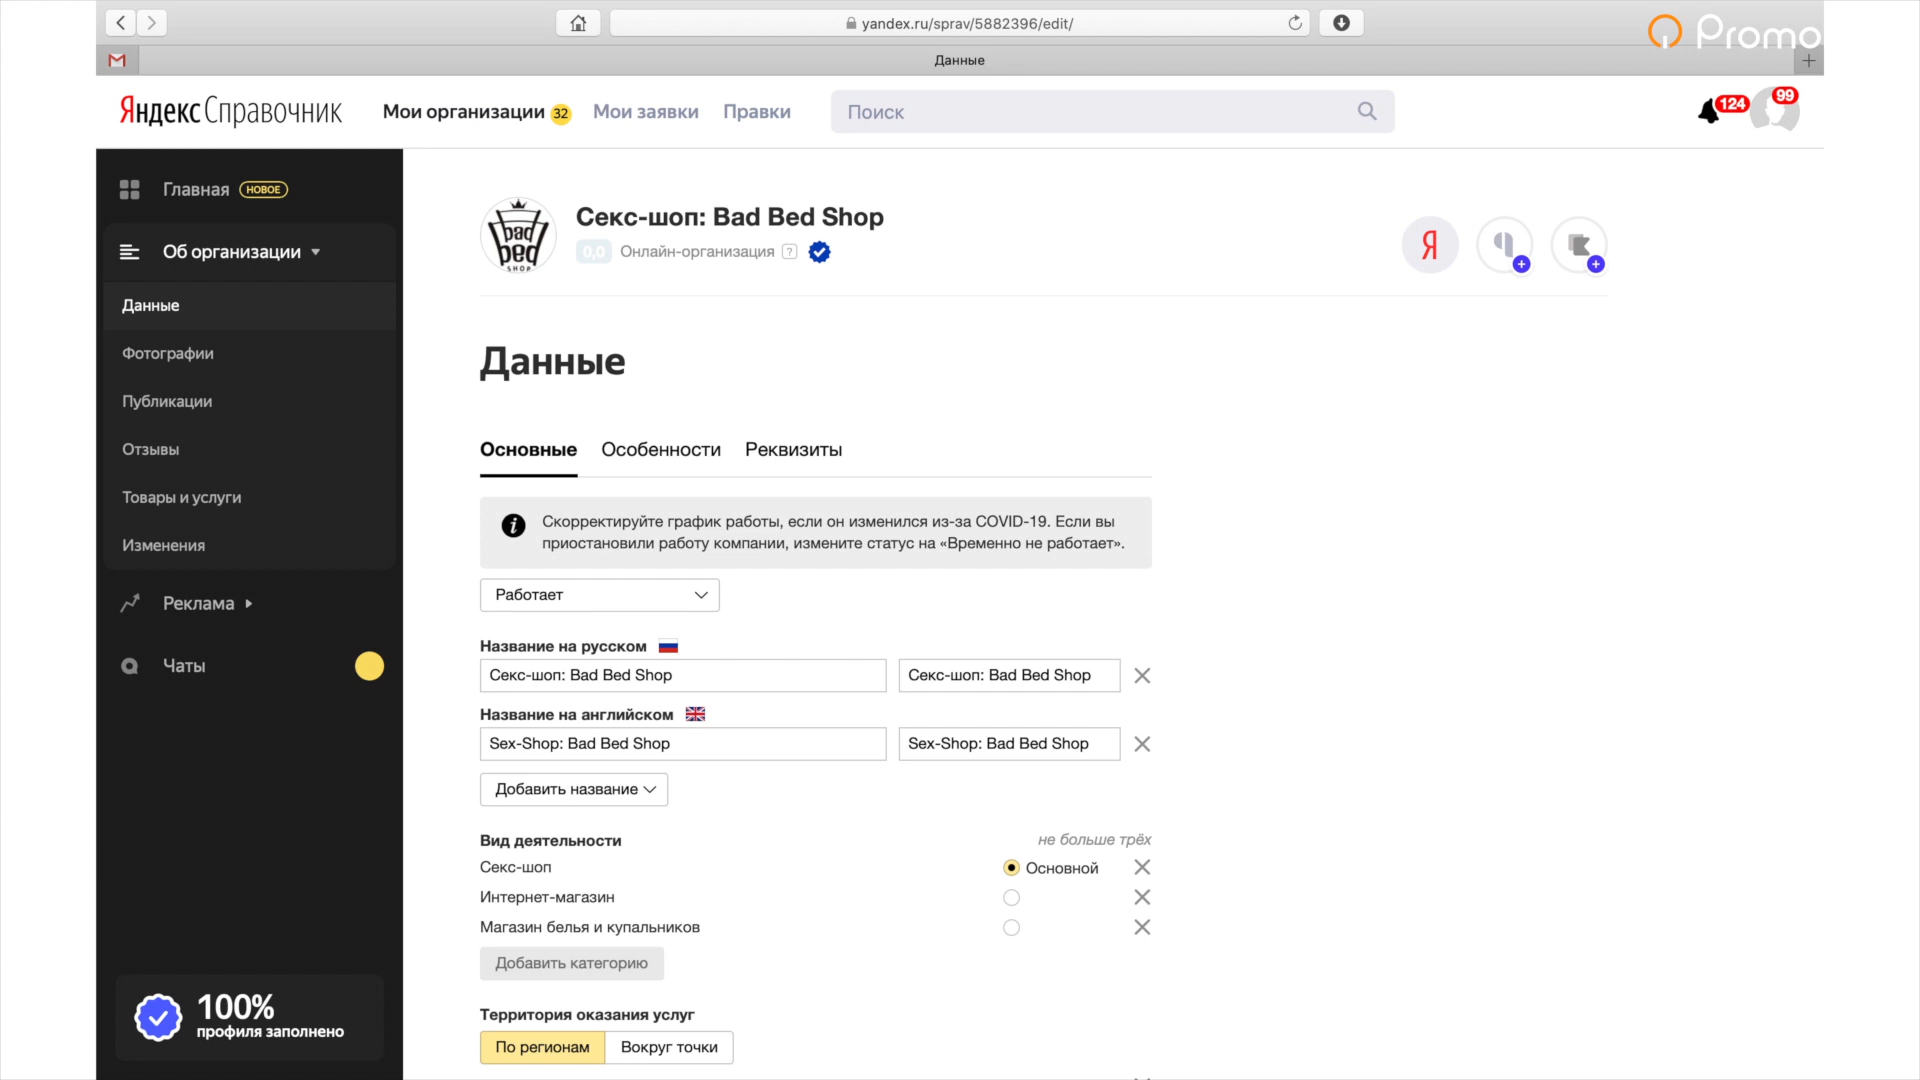 yandex.ru/sprav/5882396/edit/
Promo
Данные
Яндекс Справочник
Мои организации 32
Мои заявки
Правки
Поиск
124
99
Главная НОВОЕ
Об организации
Данные
Фотографии
Публикации
Отзывы
Товары и услуги
Изменения
Реклама
Чаты
100%
профиля заполнено
bad
bed
SHOP
Секс-шоп: Bad Bed Shop
0,0 Онлайн-организация ?
Я
Данные
Основные
Особенности
Реквизиты
Скорректируйте график работы, если он изменился из-за COVID-19. Если вы
приостановили работу компании, измените статус на «Временно не работает».
Работает
Название на русском
Секс-шоп: Bad Bed Shop
Секс-шоп: Bad Bed Shop
Название на английском
Sex-Shop: Bad Bed Shop
Sex-Shop: Bad Bed Shop
Добавить название
Вид деятельности
не больше трёх
Секс-шоп
Основной
Интернет-магазин
Магазин белья и купальников
Добавить категорию
Территория оказания услуг
По регионам
Вокруг точки